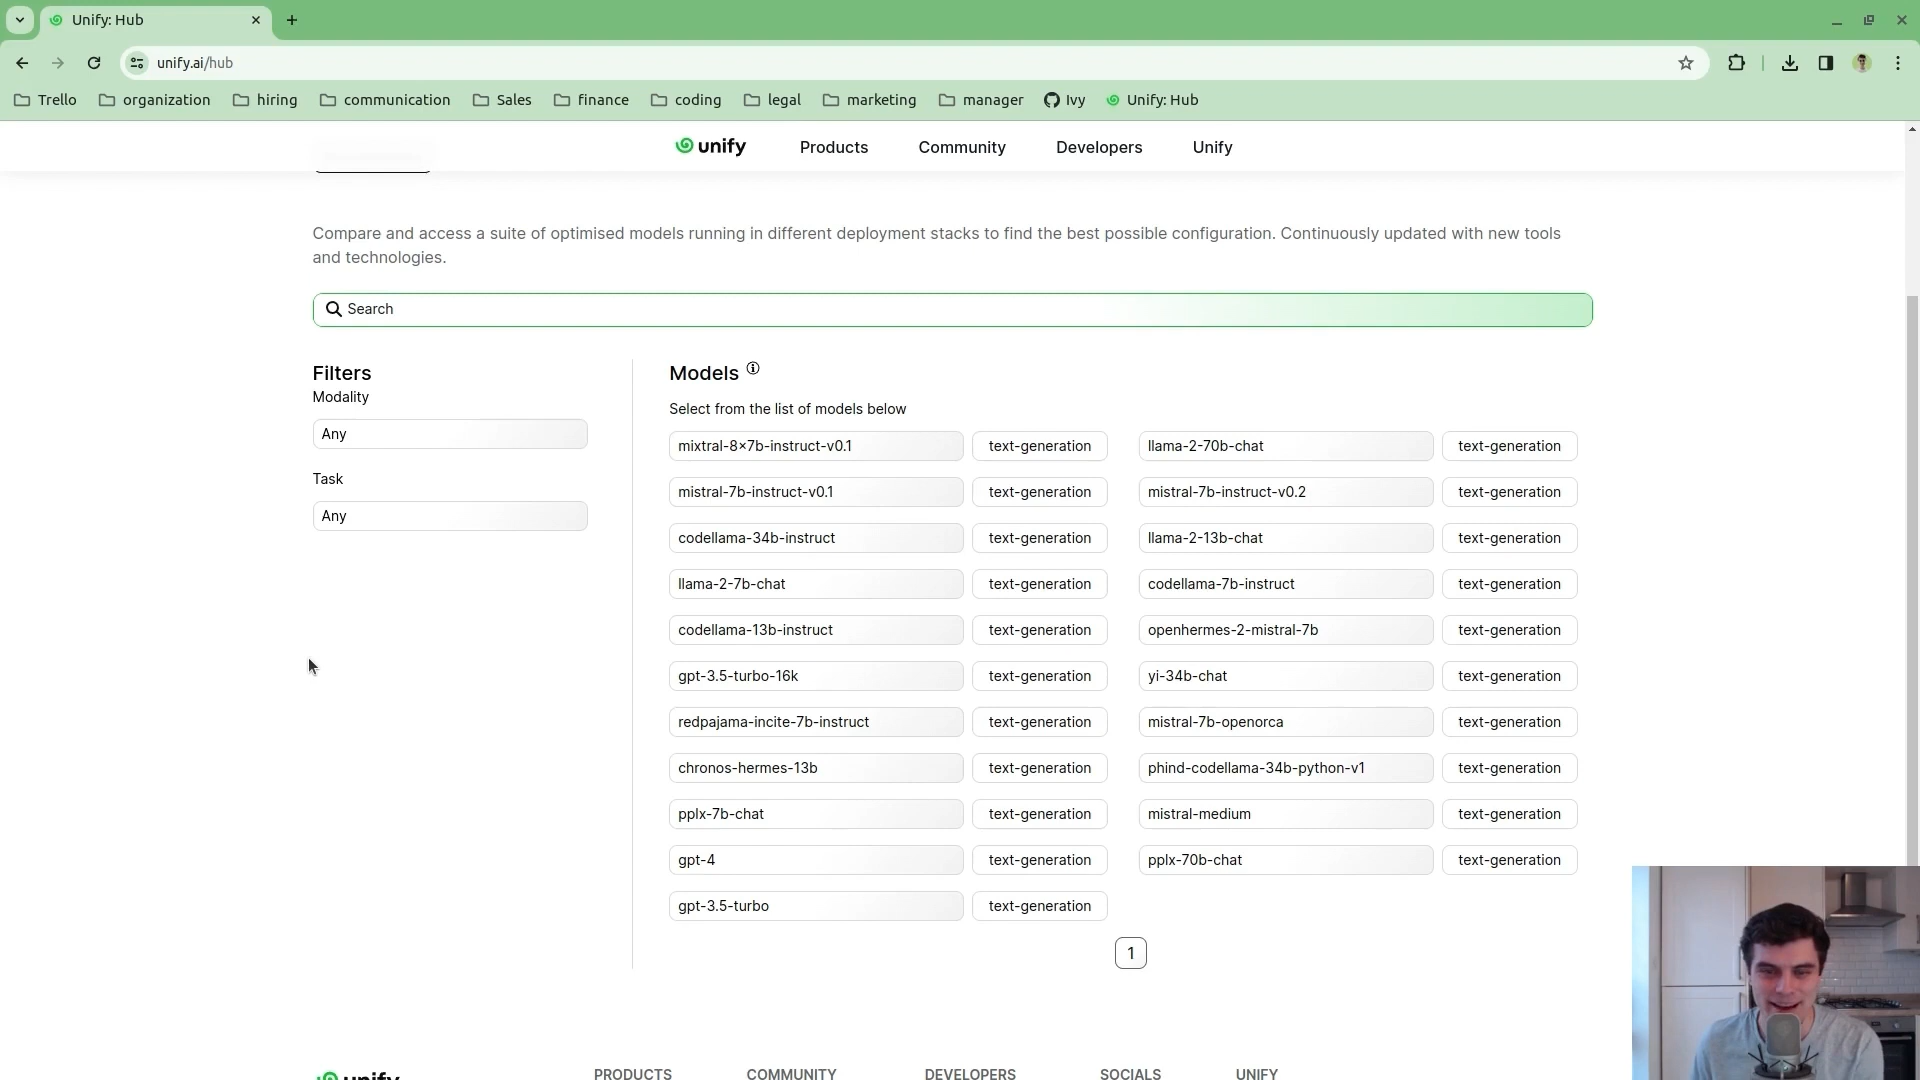 Unify: Hub
unify.ai/hub
Trello organization hiring communication Sales finance coding legal marketing manager Ivy Unify: Hub
unify Products Community Developers Unify
Compare and access a suite of optimised models running in different deployment stacks to find the best possible configuration. Continuously updated with new tools
and technologies.
Search
Filters
Modality
Any
Task
Any
Models
Select from the list of models below
mixtral-8x7b-instruct-v0.1 text-generation llama-2-70b-chat text-generation
mistral-7b-instruct-v0.1 text-generation mistral-7b-instruct-v0.2 text-generation
codellama-34b-instruct text-generation llama-2-13b-chat text-generation
llama-2-7b-chat text-generation codellama-7b-instruct text-generation
codellama-13b-instruct text-generation openhermes-2-mistral-7b text-generation
gpt-3.5-turbo-16k text-generation yi-34b-chat text-generation
redpajama-incite-7b-instruct text-generation mistral-7b-openorca text-generation
chronos-hermes-13b text-generation phind-codellama-34b-python-v1 text-generation
pplx-7b-chat text-generation mistral-medium text-generation
gpt-4 text-generation pplx-70b-chat text-generation
gpt-3.5-turbo text-generation
1
unify PRODUCTS COMMUNITY DEVELOPERS SOCIALS UNIFY